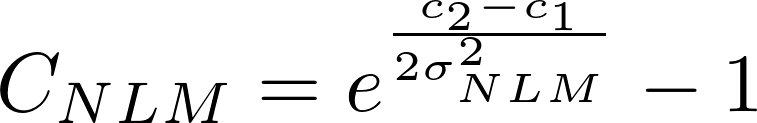 $C_{NLM} = e^{\frac{c_2 - c_1}{2\sigma_{NLM}^2}} - 1$